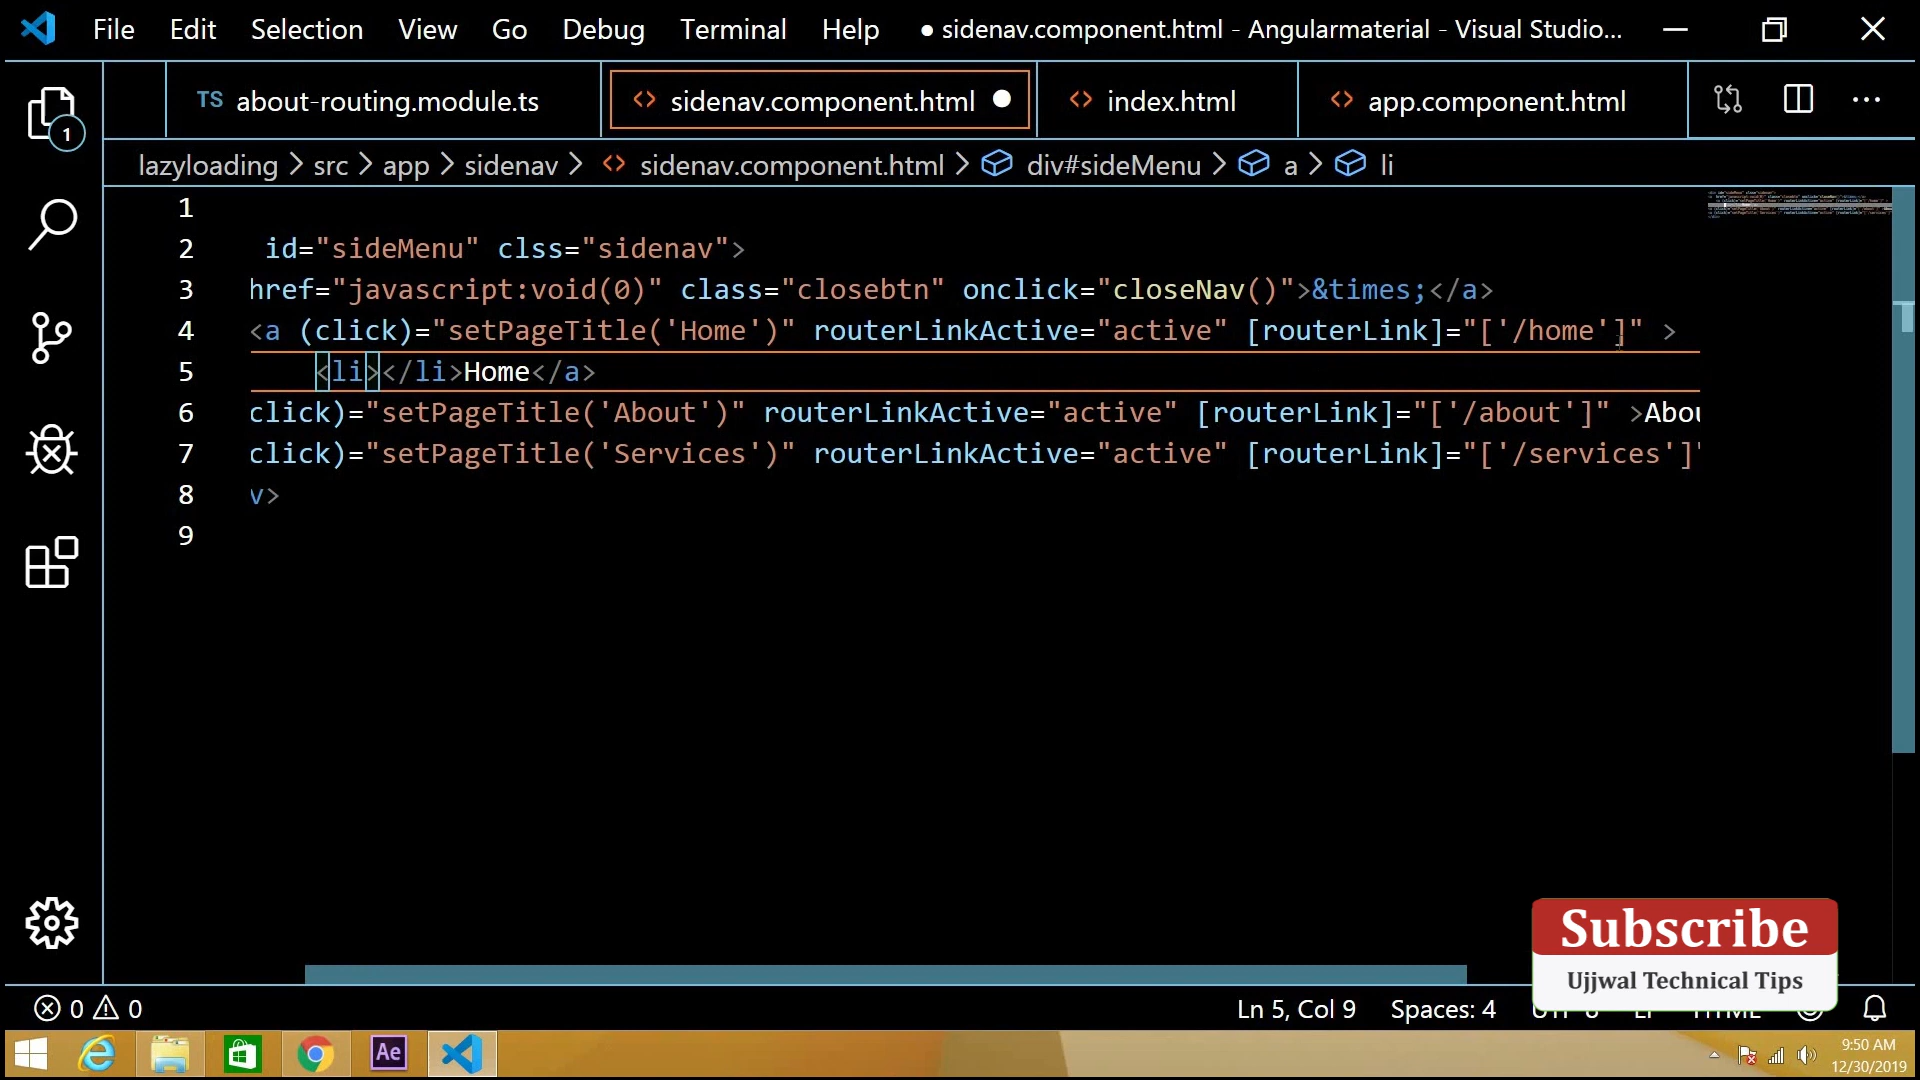 File Edit Selection View Go Debug Terminal Help ● sidenav.component.html - Angularmaterial - Visual Studio...
TS about-routing.module.ts <> sidenav.component.html ● <> index.html <> app.component.html ...
1
lazyloading > src > app > sidenav > <> sidenav.component.html > div#sideMenu > a > li
1
2 id="sideMenu" clss="sidenav">
3 href="javascript:void(0)" class="closebtn" onclick="closeNav()">&times;</a>
4 <a (click)="setPageTitle('Home')" routerLinkActive="active" [routerLink]="['/home']" >
5 <li></li>Home</a>
6 click)="setPageTitle('About')" routerLinkActive="active" [routerLink]="['/about']" >Abou
7 click)="setPageTitle('Services')" routerLinkActive="active" [routerLink]="['/services']"
8 v>
9
Subscribe
Ujjwal Technical Tips
0 0 Ln 5, Col 9 Spaces: 4
Ae
9:50 AM
12/30/2019